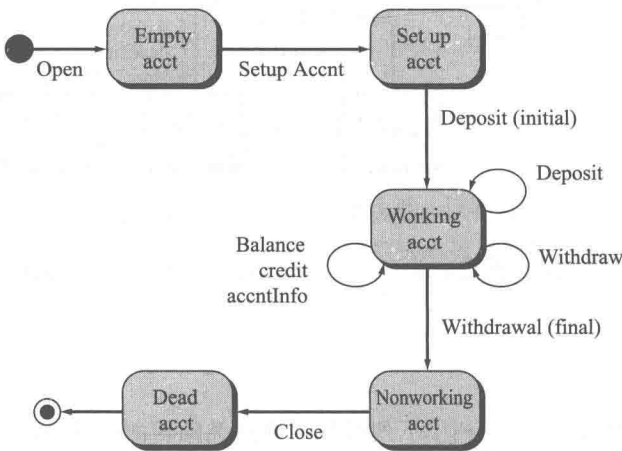 Empty
acct
Open
Setup Accnt
Set up
acct
Deposit (initial)
Deposit
Working
acct
Balance
credit
accntInfo
Withdraw
Withdrawal (final)
Nonworking
acct
Close
Dead
acct